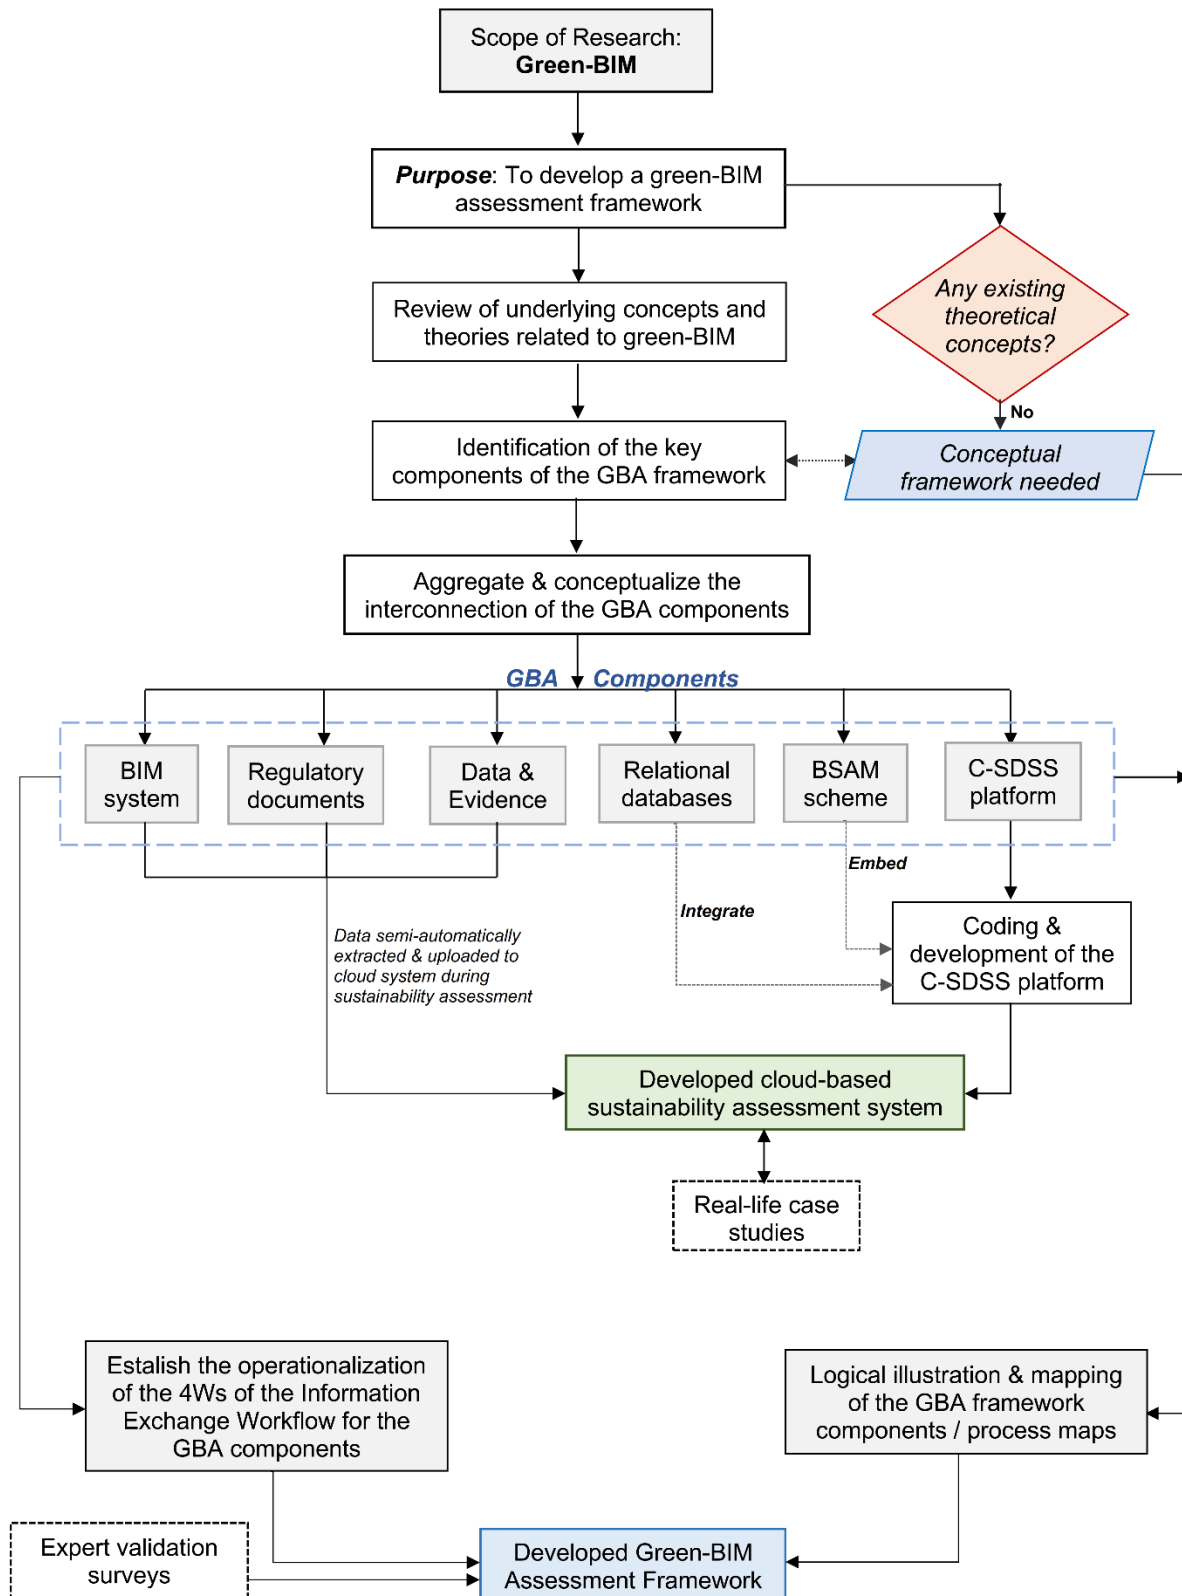 Scope of Research:
Green-BIM
Purpose: To develop a green-BIM
assessment framework
Review of underlying concepts and
theories related to green-BIM
Any existing
theoretical
concepts?
No
Identification of the key
components of the GBA framework
Conceptual
framework needed
Aggregate & conceptualize the
interconnection of the GBA components
GBA Components
BIM
system
Regulatory
documents
Data &
Evidence
Relational
databases
BSAM
scheme
C-SDSS
platform
Embed
Integrate
Data semi-automatically
extracted & uploaded to
cloud system during
sustainability assessment
Coding &
development of the
C-SDSS platform
Developed cloud-based
sustainability assessment system
Real-life case
studies
Estalish the operationalization
of the 4Ws of the Information
Exchange Workflow for the
GBA components
Logical illustration & mapping
of the GBA framework
components / process maps
Expert validation
surveys
Developed Green-BIM
Assessment Framework